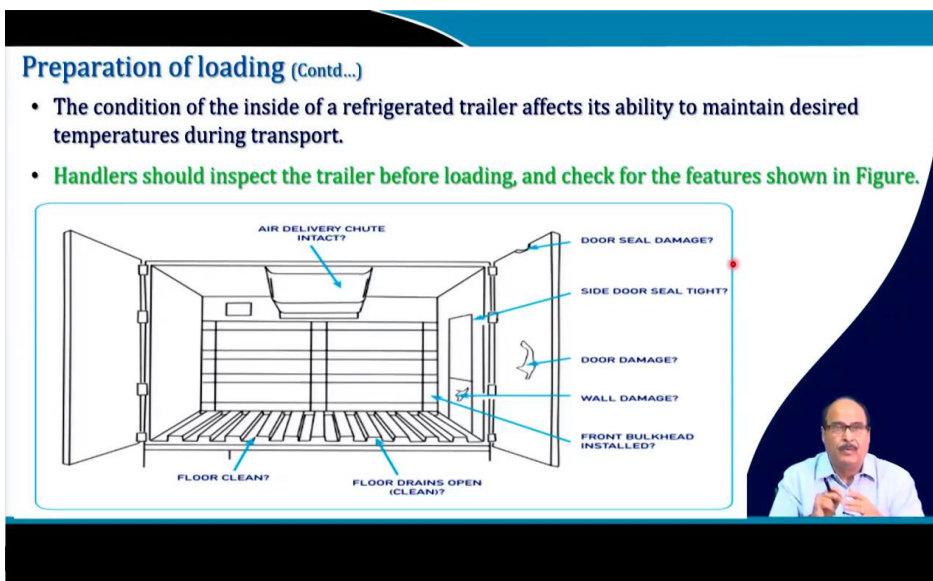 Preparation of loading (Contd...)
• The condition of the inside of a refrigerated trailer affects its ability to maintain desired
temperatures during transport.
• Handlers should inspect the trailer before loading, and check for the features shown in Figure.
AIR DELIVERY CHUTE
INTACT?
DOOR SEAL DAMAGE?
SIDE DOOR SEAL TIGHT?
DOOR DAMAGE?
WALL DAMAGE?
FRONT BULKHEAD
INSTALLED?
FLOOR CLEAN?
FLOOR DRAINS OPEN
(CLEAN)?